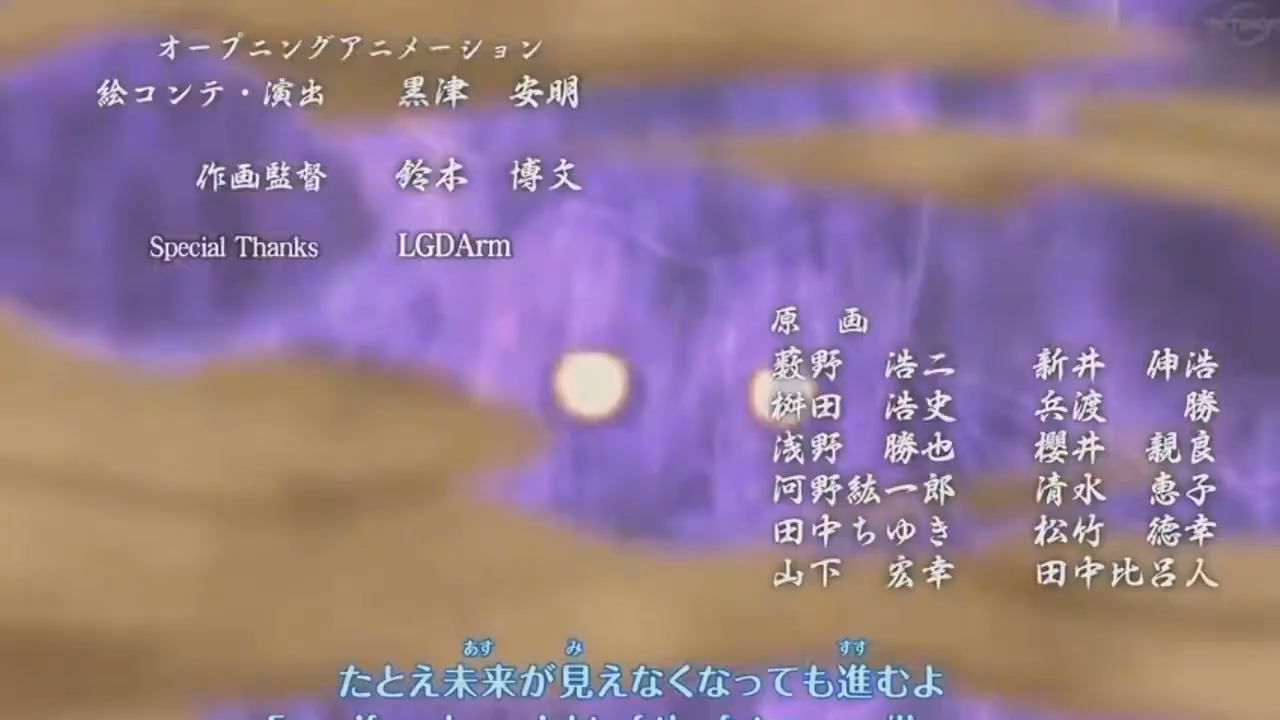 オープニングアニメーション
絵コンテ・演出 黒津 安明
作画監督 鈴木 博文
Special Thanks LGDArm
原 画
薮野 浩二 新井 伸浩
桝田 浩史 兵渡 勝
浅野 勝也 櫻井 親良
河野紘一郎 清水 恵子
田中ちゆき 松竹 徳幸
山下 宏幸 田中比呂人
あす み すす
たとえ未来が見えなくなっても進むよ